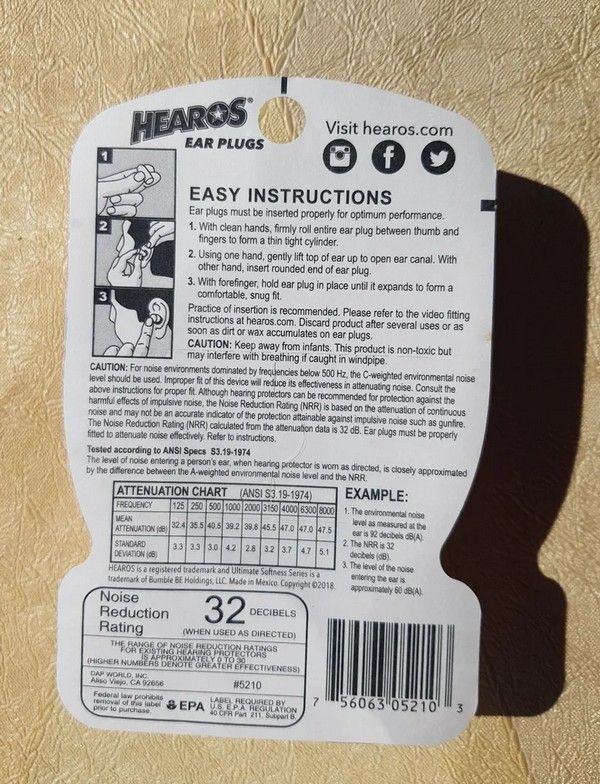 HEAROS®
EAR PLUGS
Visit hearos.com
1
2
3
EASY INSTRUCTIONS
Ear plugs must be inserted properly for optimum performance.
1. With clean hands, firmly roll entire ear plug between thumb and
fingers to form a thin tight cylinder.
2. Using one hand, gently lift top of ear up to open ear canal. With
other hand, insert rounded end of ear plug.
3. With forefinger, hold ear plug in place until it expands to form a
comfortable, snug fit.
Practice of insertion is recommended. Please refer to the video fitting
instructions at hearos.com. Discard product after several uses or as
soon as dirt or wax accumulates on ear plugs.
CAUTION: Keep away from infants. This product is non-toxic but
may interfere with breathing if caught in windpipe.
CAUTION: For noise environments dominated by frequencies below 500 Hz, the C-weighted environmental noise
level should be used. Improper fit of this device will reduce its effectiveness in attenuating noise. Consult the
above instructions for proper fit. Although hearing protectors can be recommended for protection against the
harmful effects of impulsive noise, the Noise Reduction Rating (NRR) is based on the attenuation of continuous
noise and may not be an accurate indicator of the protection attainable against impulsive noise such as gunfire.
The Noise Reduction Rating (NRR) calculated from the attenuation data is 32 dB. Ear plugs must be properly
fitted to attenuate noise effectively. Refer to instructions.
Tested according to ANSI Specs S3.19-1974
The level of noise entering a person's ear, when hearing protector is worn as directed, is closely approximated
by the difference between the A-weighted environmental noise level and the NRR.
ATTENUATION CHART (ANSI S3.19-1974)
FREQUENCY 125 250 500 1000 2000 3150 4000 6300 8000
MEAN
ATTENUATION (dB) 32.4 35.5 40.5 39.2 39.8 45.5 47.0 47.0 47.5
STANDARD
DEVIATION (dB) 3.3 3.3 3.0 4.2 2.8 3.2 3.7 4.7 5.1
EXAMPLE:
1. The environmental noise
level as measured at the
ear is 92 decibels dB(A).
2. The NRR is 32
decibels (dB).
3. The level of the noise
entering the ear is
approximately 60 dB(A).
HEAROS is a registered trademark and Ultimate Softness Series is a
trademark of Bumble BE Holdings, LLC. Made in Mexico. Copyright ©2018
Noise
Reduction
Rating
32 DECIBELS
(WHEN USED AS DIRECTED)
THE RANGE OF NOISE REDUCTION RATINGS
FOR EXISTING HEARING PROTECTORS
IS APPROXIMATELY 0 TO 30
(HIGHER NUMBERS DENOTE GREATER EFFECTIVENESS)
DAP WORLD, INC.
Aliso Viejo, CA 92656
#5210
Federal law prohibits
removal of this label
prior to purchase.
EPA
LABEL REQUIRED BY
U.S. E.P.A. REGULATION
40 CFR Part 211, Subpart B
7 56063 05210 3